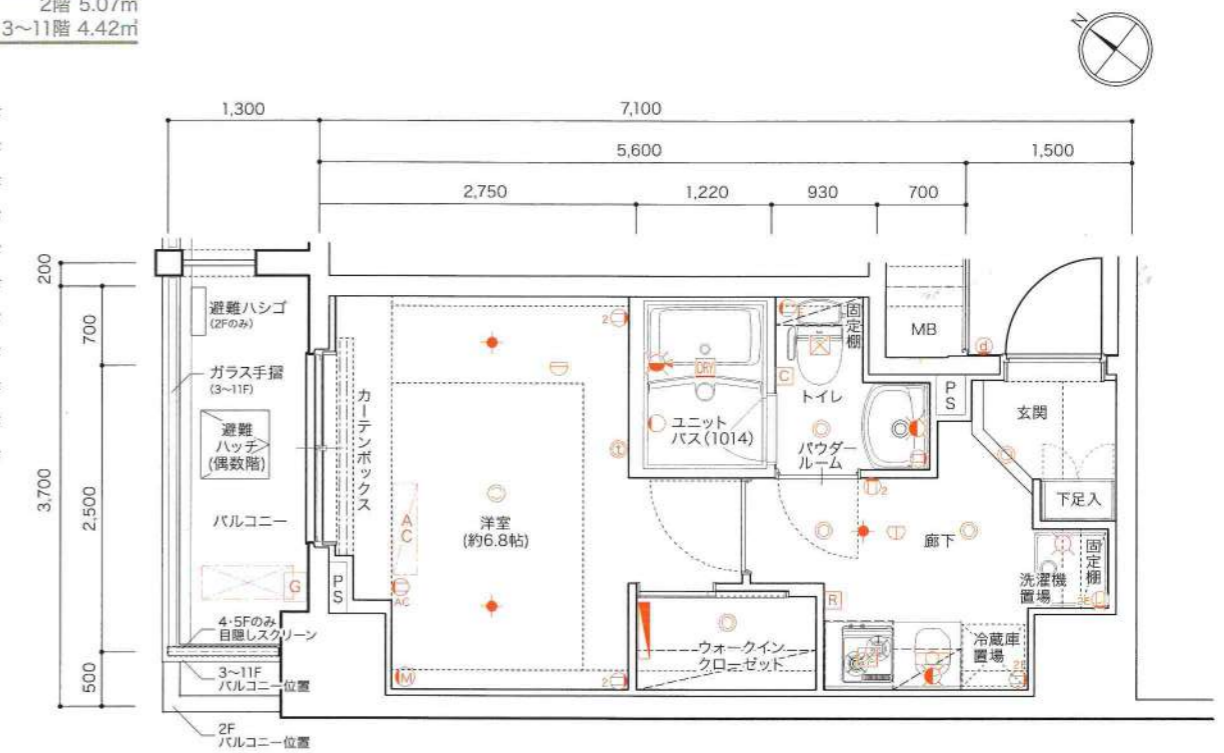 2階 5.07㎡
3〜11階 4.42㎡
N
1,300
7,100
5,600
1,500
2,750
1,220
930
700
200
700
3,700
2,500
500
避難ハシゴ
(2Fのみ)
ガラス手摺
(3〜11F)
避難
ハッチ
(偶数階)
バルコニー
G
4・5Fのみ
目隠しスクリーン
3〜11F
バルコニー位置
2F
バルコニー位置
カーテンボックス
PS
AC
AC
M
洋室
(約6.8帖)
2
t
2
DRY
ユニット
バス(1014)
C
固定棚
トイレ
パウダー
ルーム
MB
d
PS
玄関
下足入
2
廊下
固定棚
洗濯機
置場
R
ウォークイン
クローゼット
冷蔵庫
置場